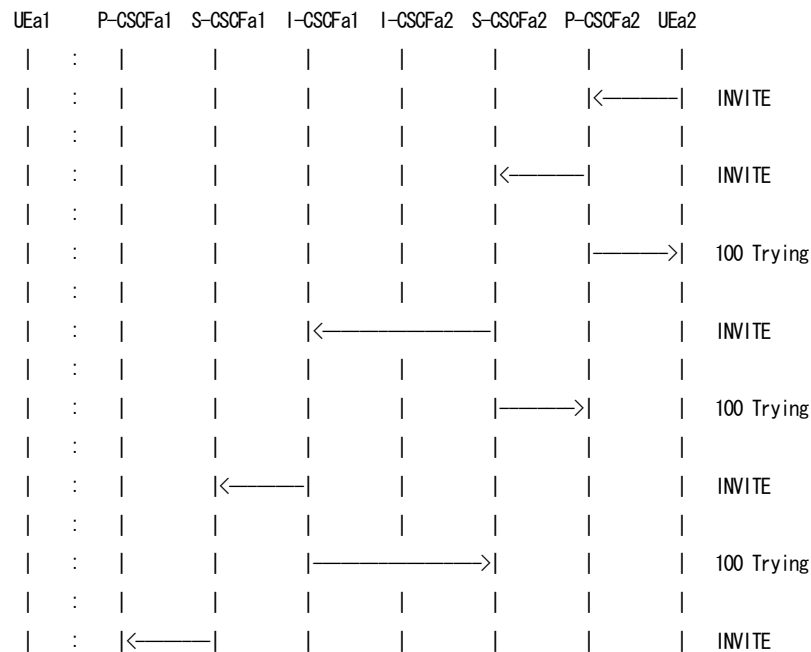 UEa1 : P-CSCFa1 S-CSCFa1 I-CSCFa1 I-CSCFa2 S-CSCFa2 P-CSCFa2 UEa2
| : | | | | | | |
| : | | | | | |<-------| INVITE
| : | | | | | | |
| : | | | | |<-------| | INVITE
| : | | | | | | |
| : | | | | | |------->| 100 Trying
| : | | | | | | |
| : | | |<----------------| | | INVITE
| : | | | | | | |
| : | | | | |------->| | 100 Trying
| : | | | | | | |
| : | |<-------| | | | | INVITE
| : | | | | | | |
| : | | |---------------->| | | 100 Trying
| : | | | | | | |
| : |<-------| | | | | | INVITE